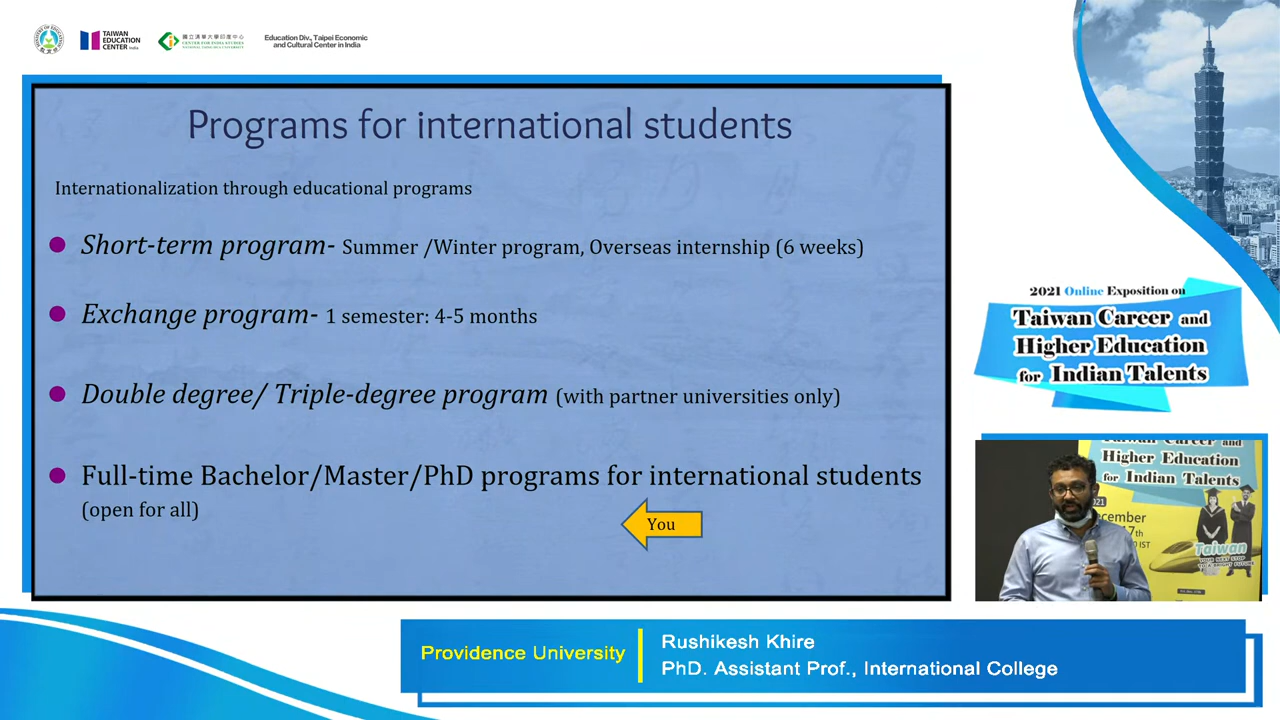 TAIWAN
EDUCATION
CENTER India
國立清華大學印度中心
CENTER FOR INDIA STUDIES
NATIONAL TSING HUA UNIVERSITY
Education Div., Taipei Economic
and Cultural Center in India
Programs for international students
Internationalization through educational programs
Short-term program- Summer /Winter program, Overseas internship (6 weeks)
Exchange program- 1 semester: 4-5 months
Double degree/ Triple-degree program (with partner universities only)
Full-time Bachelor/Master/PhD programs for international students
(open for all)
You
2021 Online Exposition on
Taiwan Career and
Higher Education
for Indian Talents
Taiwan Career and
Higher Education
for Indian Talents
2021
ecember
17th
IST
Taiwan
Providence University
Rushikesh Khire
PhD. Assistant Prof., International College